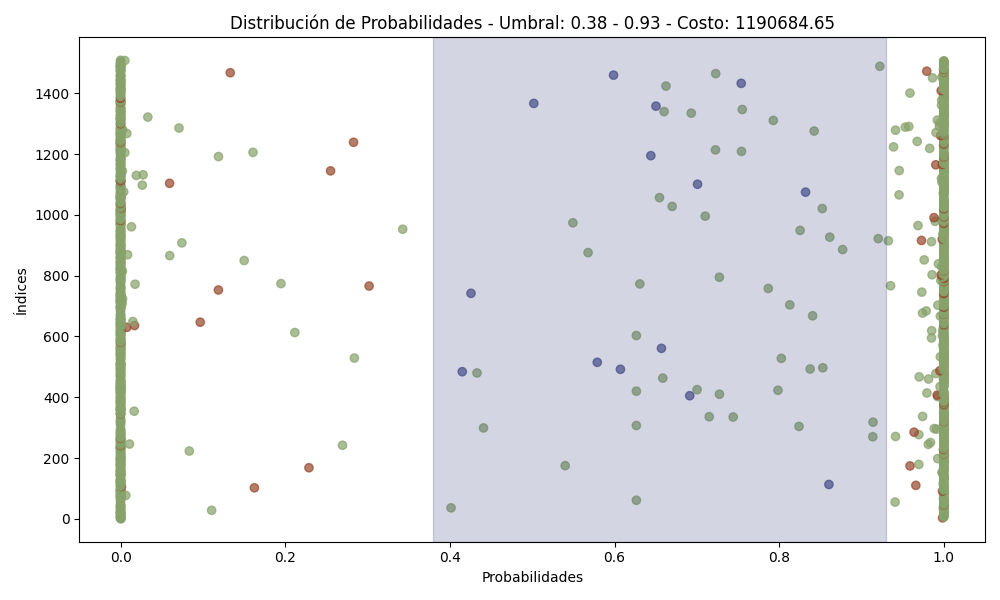 Distribución de Probabilidades - Umbral: 0.38 - 0.93 - Costo: 1190684.65
Índices
1400
1200
1000
800
600
400
200
0
0.0 0.2 0.4 0.6 0.8 1.0
Probabilidades